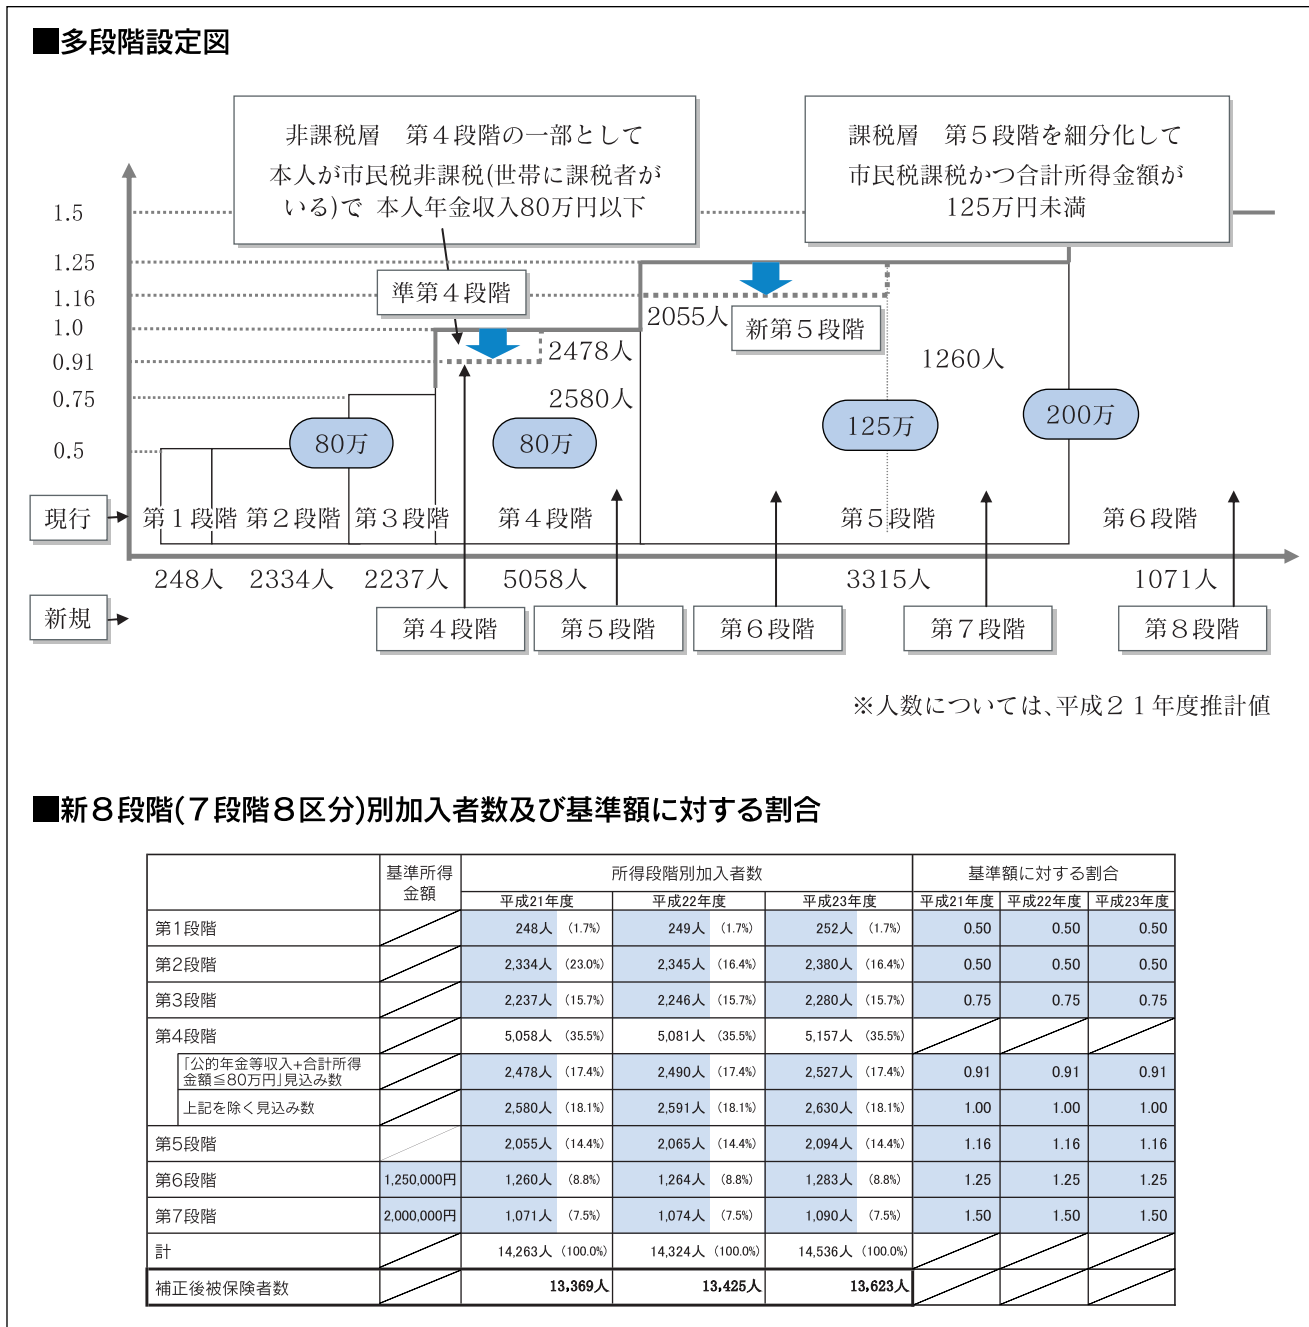 ■多段階設定図
非課税層　第４段階の一部として
本人が市民税非課税(世帯に課税者が
いる)で 本人年金収入80万円以下
課税層　第５段階を細分化して
市民税課税かつ合計所得金額が
125万円未満
1.5
1.25
1.16
1.0
0.91
0.75
0.5
準第４段階
新第５段階
2055人
2478人
2580人
1260人
80万
80万
125万
200万
現行
第１段階
第２段階
第３段階
第４段階
第５段階
第６段階
248人
2334人
2237人
5058人
3315人
1071人
新規
第４段階
第５段階
第６段階
第７段階
第８段階
※人数については、平成２１年度推計値
■新８段階(７段階８区分)別加入者数及び基準額に対する割合
基準所得
金額
所得段階別加入者数
基準額に対する割合
平成21年度 平成22年度 平成23年度 平成21年度 平成22年度 平成23年度
第1段階 248人 (1.7%) 249人 (1.7%) 252人 (1.7%) 0.50 0.50 0.50
第2段階 2,334人 (23.0%) 2,345人 (16.4%) 2,380人 (16.4%) 0.50 0.50 0.50
第3段階 2,237人 (15.7%) 2,246人 (15.7%) 2,280人 (15.7%) 0.75 0.75 0.75
第4段階 5,058人 (35.5%) 5,081人 (35.5%) 5,157人 (35.5%)
「公的年金等収入+合計所得
金額≦80万円」見込み数 2,478人 (17.4%) 2,490人 (17.4%) 2,527人 (17.4%) 0.91 0.91 0.91
上記を除く見込み数 2,580人 (18.1%) 2,591人 (18.1%) 2,630人 (18.1%) 1.00 1.00 1.00
第5段階 2,055人 (14.4%) 2,065人 (14.4%) 2,094人 (14.4%) 1.16 1.16 1.16
第6段階 1,250,000円 1,260人 (8.8%) 1,264人 (8.8%) 1,283人 (8.8%) 1.25 1.25 1.25
第7段階 2,000,000円 1,071人 (7.5%) 1,074人 (7.5%) 1,090人 (7.5%) 1.50 1.50 1.50
計 14,263人 (100.0%) 14,324人 (100.0%) 14,536人 (100.0%)
補正後被保険者数 13,369人 13,425人 13,623人